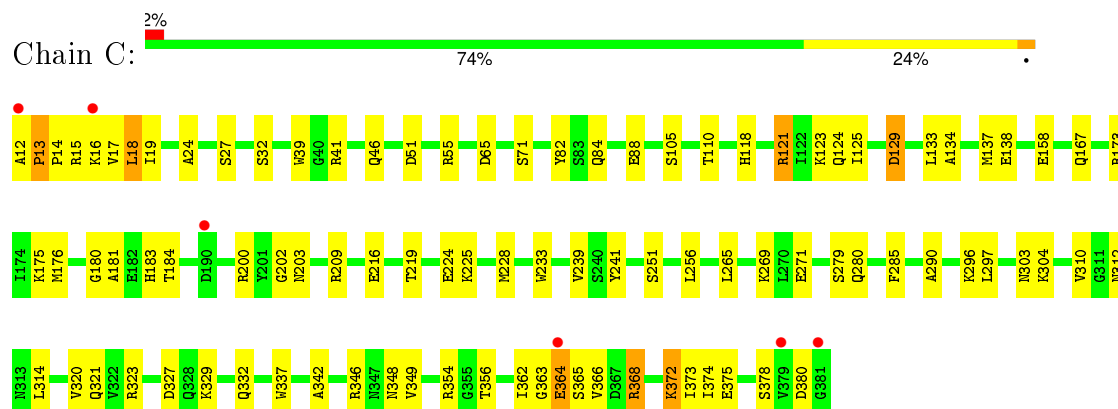 2%
Chain C:
74% 24% •
A12 P13 P14 R15 K16 V17 L18 I19 A24 S27 S32 W39 G40 R41 Q46 D51 R55 D65 S71 Y82 S83 Q84 E88 S105 T110 H118 R121 I122 K123 Q124 I125 D129 L133 A134 M137 E138 E158 Q167 R173
I174 K175 M176 G180 A181 E182 H183 T184 D190 R200 Y201 G202 N203 R209 E216 T219 E224 K225 M228 W233 V239 S240 Y241 S251 L256 L265 K269 L270 E271 S279 Q280 F285 A290 K296 L297 N303 K304 V310 G311 N312
N313 L314 V320 Q321 V322 R323 D327 Q328 K329 Q332 W337 A342 R346 N347 N348 V349 R354 G355 T356 I362 G363 E364 S365 V366 D367 R368 K372 I373 I374 E375 S378 V379 D380 G381